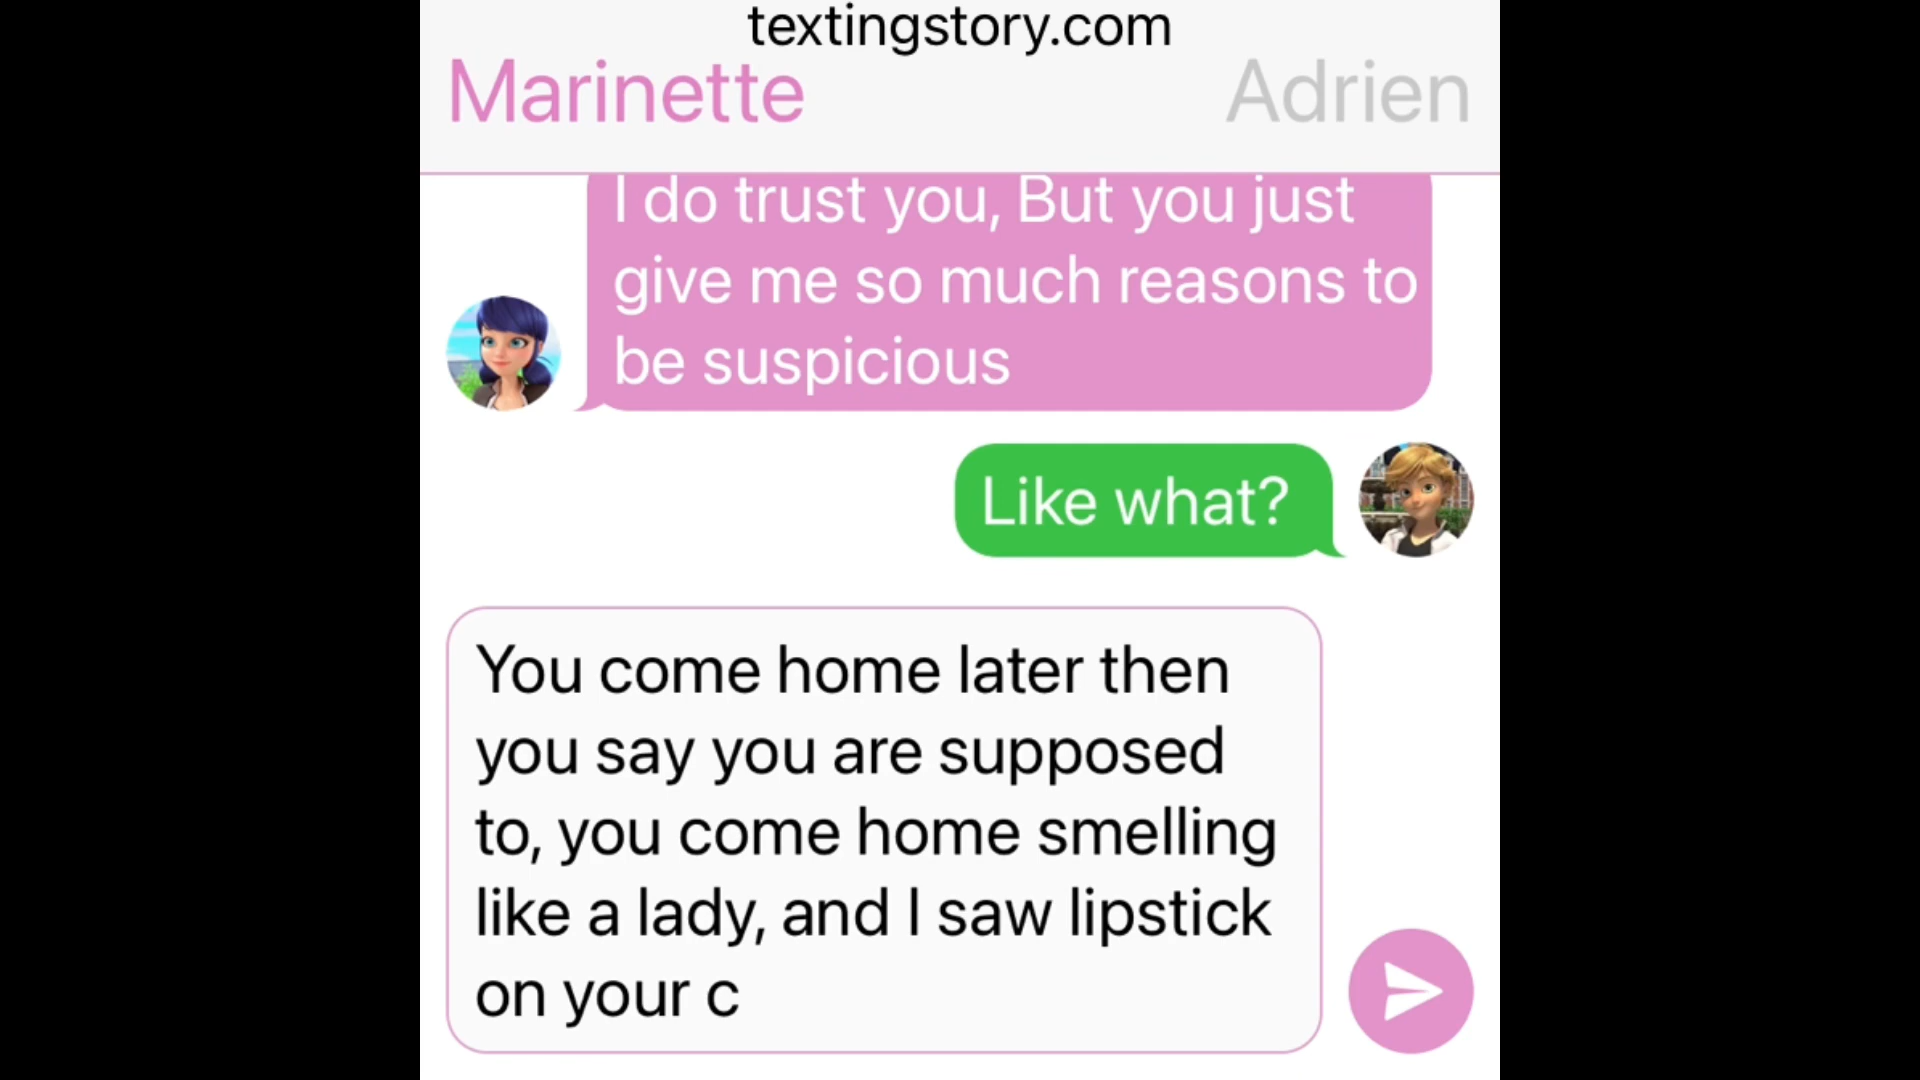 textingstory.com
Marinette
Adrien
I do trust you, But you just
give me so much reasons to
be suspicious
Like what?
You come home later then
you say you are supposed
to, you come home smelling
like a lady, and I saw lipstick
on your c